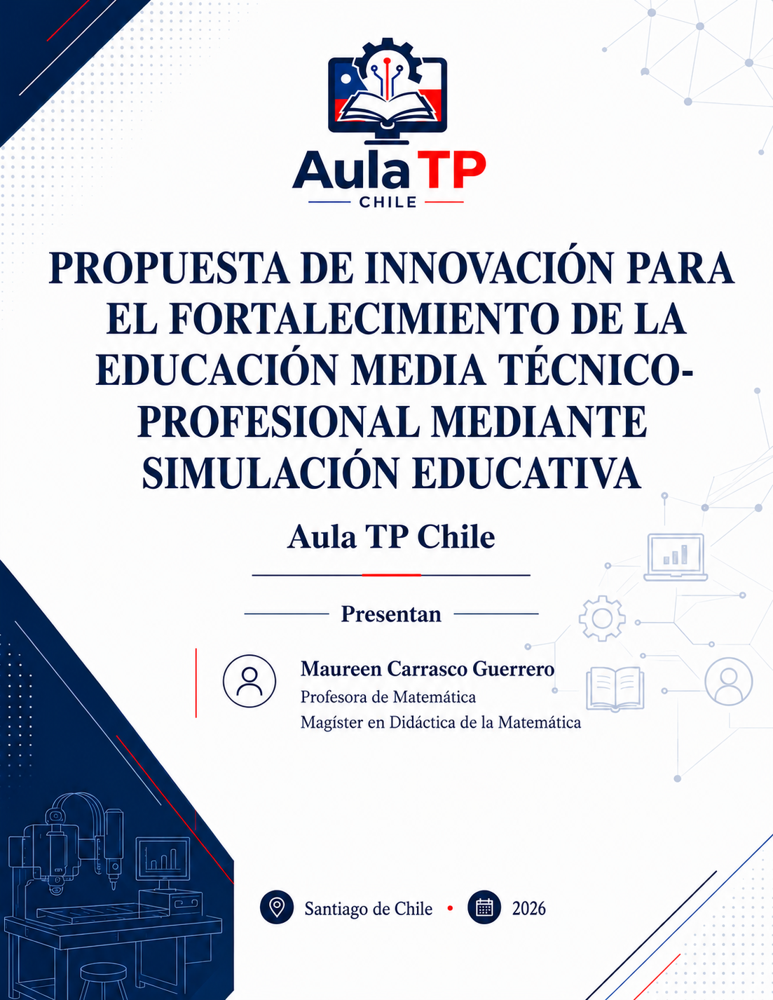 Aula TP
CHILE
PROPUESTA DE INNOVACIÓN PARA
EL FORTALECIMIENTO DE LA
EDUCACIÓN MEDIA TÉCNICO-
PROFESIONAL MEDIANTE
SIMULACIÓN EDUCATIVA
Aula TP Chile
Presentan
Maureen Carrasco Guerrero
Profesora de Matemática
Magíster en Didáctica de la Matemática
Santiago de Chile • 2026